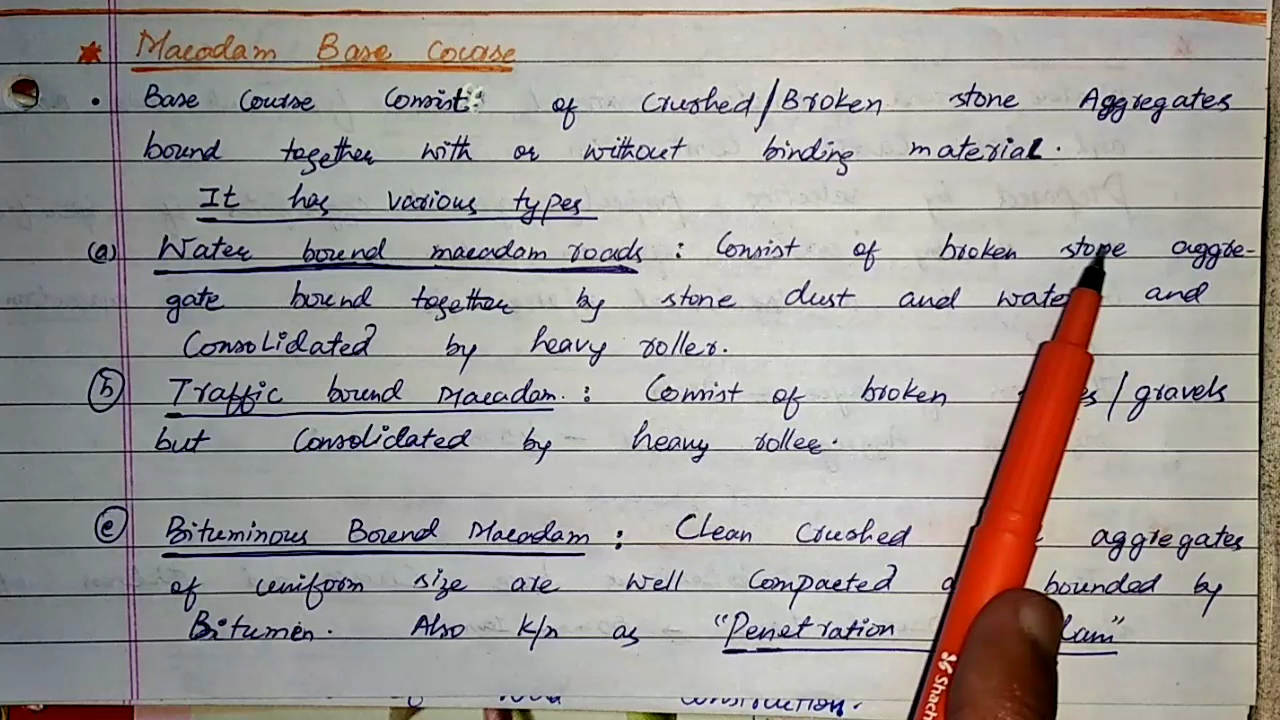 * Macadam Base Course
• Base Course Consist of Crushed/Broken stone Aggregates
bound together with or without binding material.
It has various types
(a) Water bound macadam roads : Consist of broken stone aggre-
gate bound together by stone dust and water and
Consolidated by heavy roller.
(b) Traffic bound Macadam : Consist of broken /gravels
but Consolidated by heavy roller.
(c) Bituminous Bound Macadam : Clean Crushed aggregates
of uniform size are well compacted bounded by
Bitumen. Also k/n as "Penetration
construction.
Shach